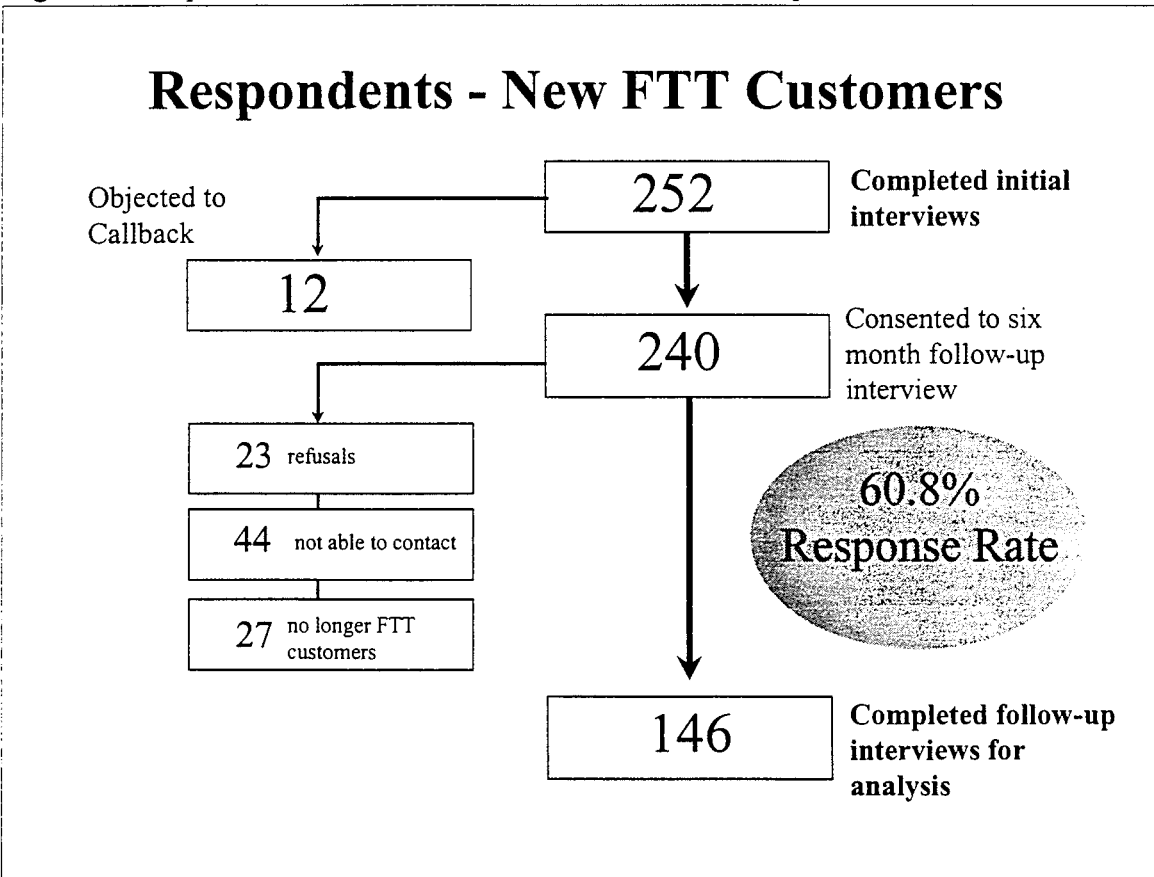 Respondents - New FTT Customers
252
Completed initial
interviews
Objected to
Callback
12
240
Consented to six
month follow-up
interview
23 refusals
44 not able to contact
27 no longer FTT
customers
60.8%
Response Rate
146
Completed follow-up
interviews for
analysis